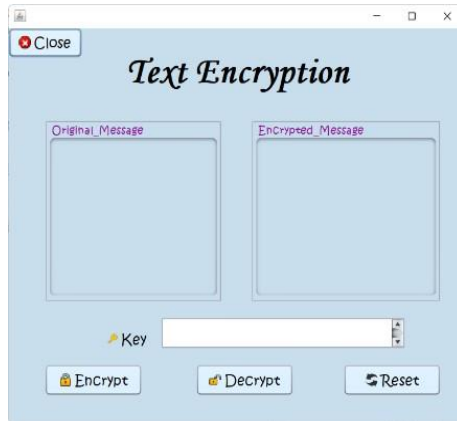 Close
Text Encryption
Original_Message Encrypted_Message
Key
Encrypt Decrypt Reset